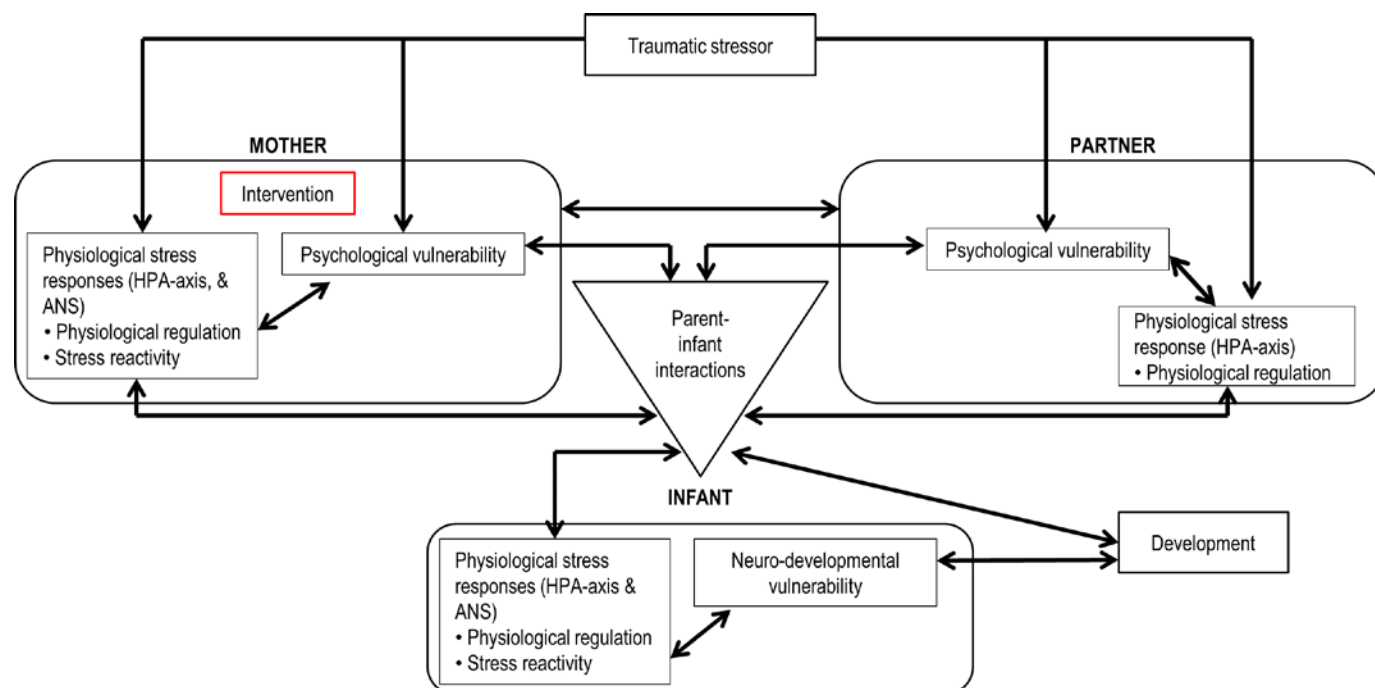 Traumatic stressor
MOTHER
PARTNER
Intervention
Physiological stress
responses (HPA-axis, &
ANS)
• Physiological regulation
• Stress reactivity
Psychological vulnerability
Psychological vulnerability
Physiological stress
response (HPA-axis)
• Physiological regulation
Parent-
infant
interactions
INFANT
Physiological stress
responses (HPA-axis &
ANS)
• Physiological regulation
• Stress reactivity
Neuro-developmental
vulnerability
Development